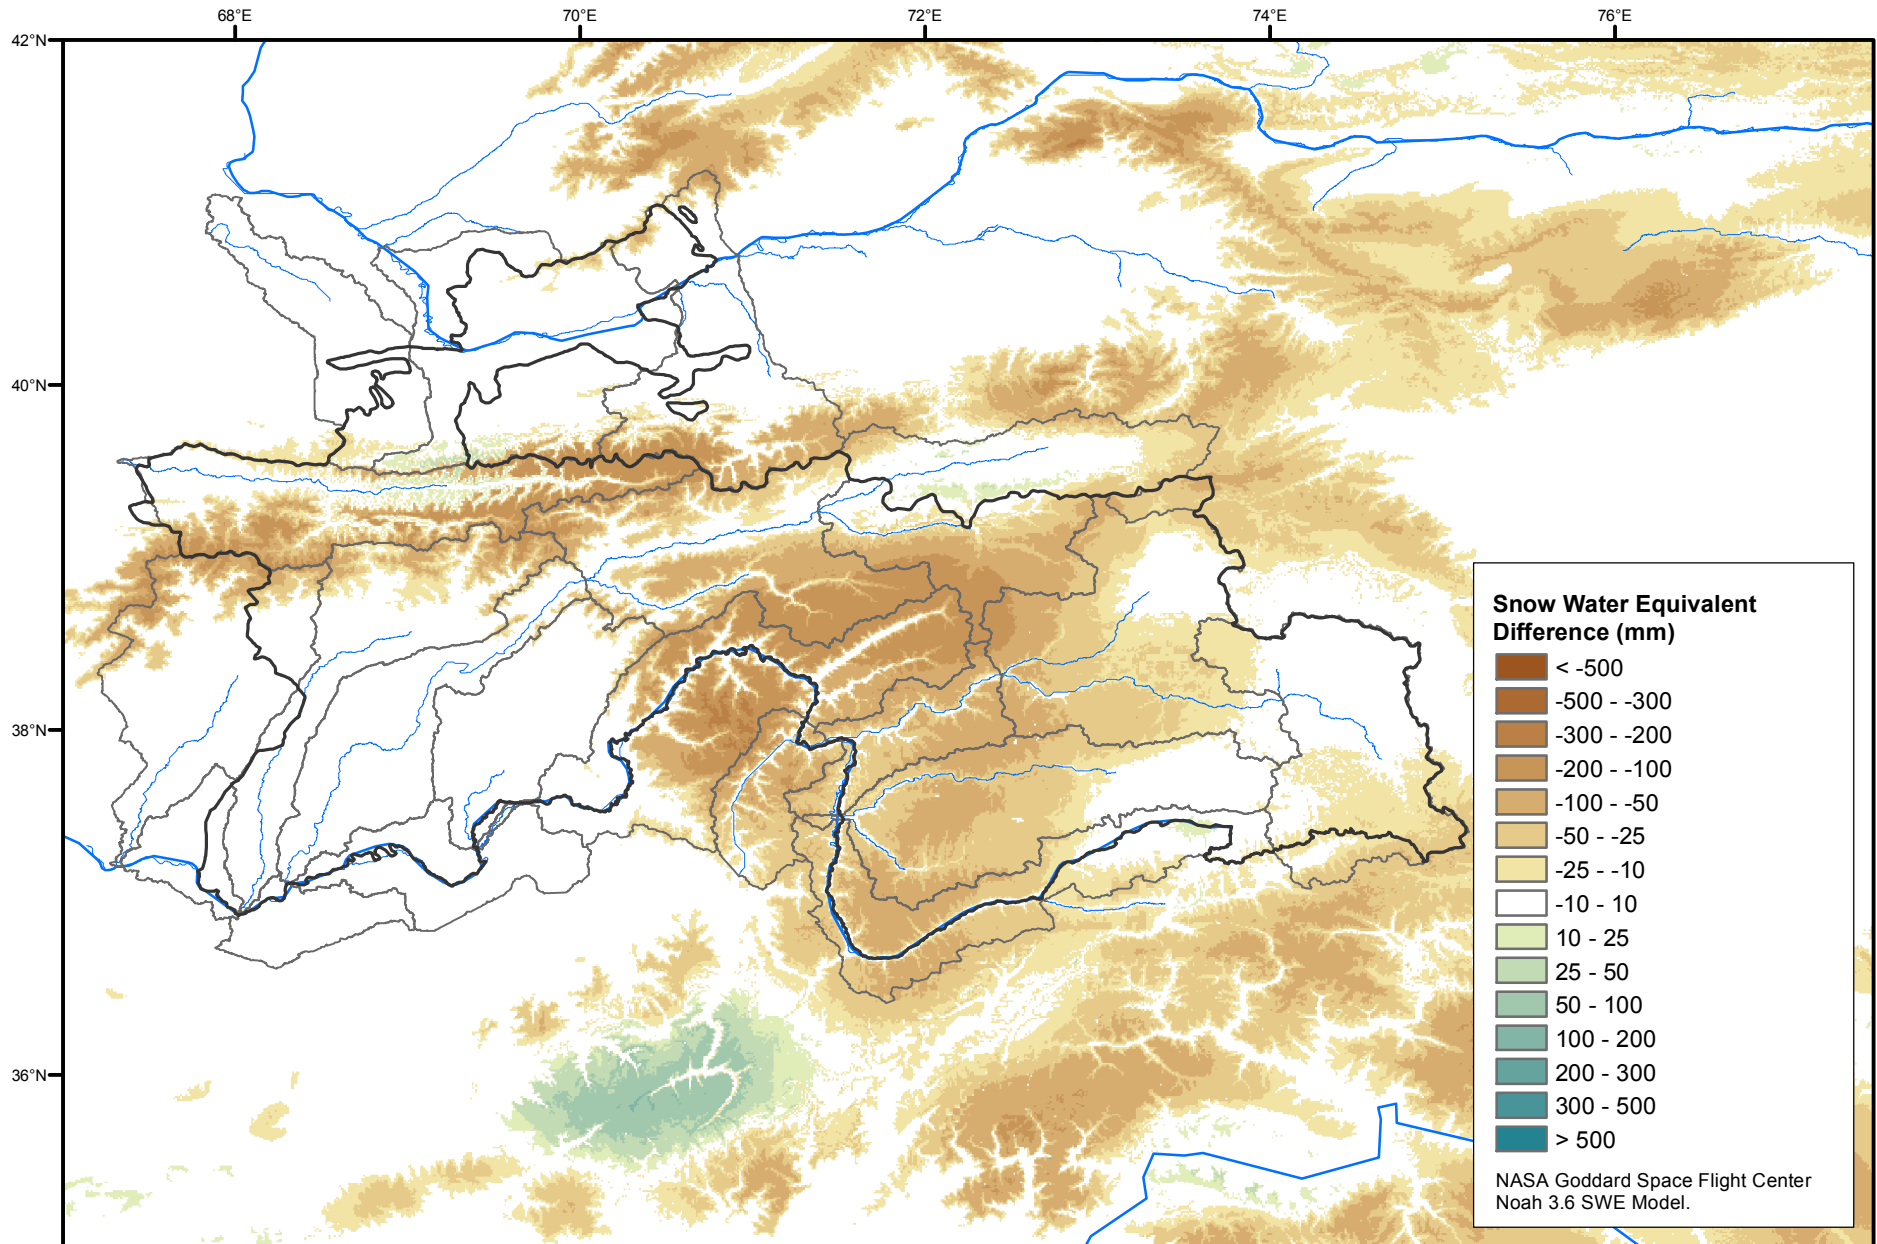 68°E
70°E
72°E
74°E
76°E
42°N
40°N
38°N
36°N
Snow Water Equivalent
Difference (mm)
< -500
-500 - -300
-300 - -200
-200 - -100
-100 - -50
-50 - -25
-25 - -10
-10 - 10
10 - 25
25 - 50
50 - 100
100 - 200
200 - 300
300 - 500
> 500
NASA Goddard Space Flight Center
Noah 3.6 SWE Model.